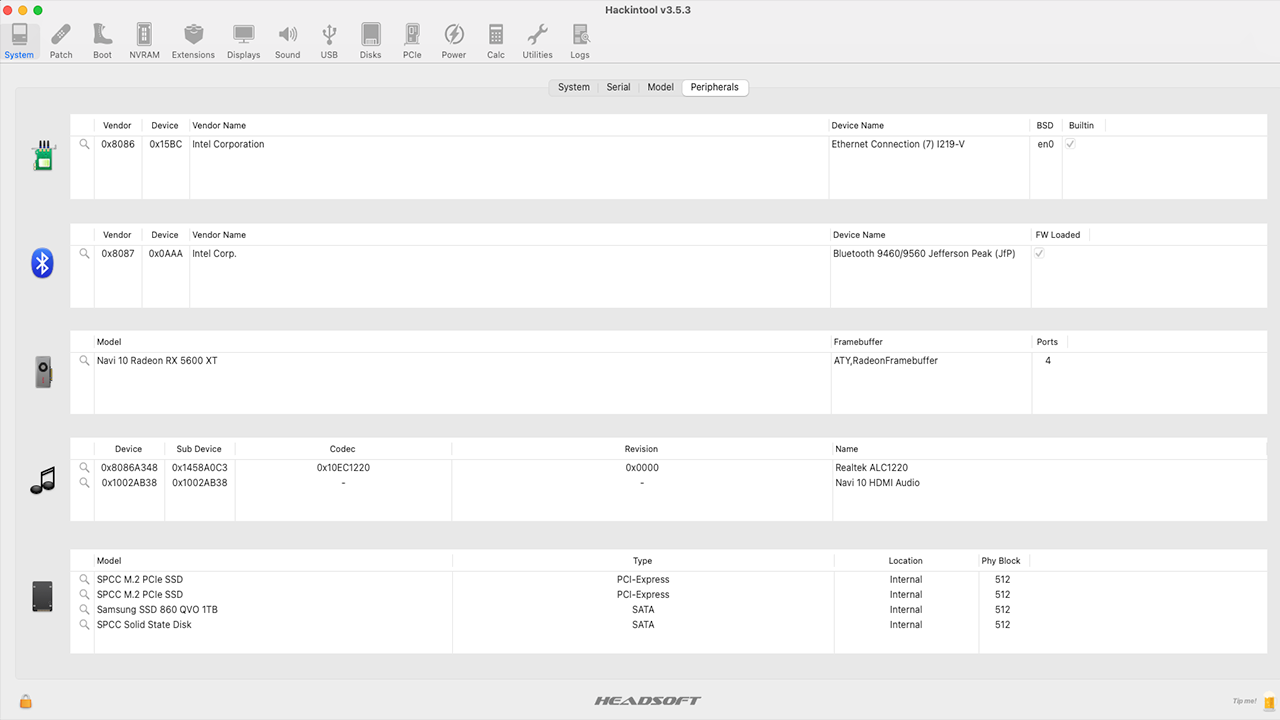 Hackintool v3.5.3
System Patch Boot NVRAM Extensions Displays Sound USB Disks PCIe Power Calc Utilities Logs
System Serial Model Peripherals
Vendor Device Vendor Name Device Name BSD Builtin
0x8086 0x15BC Intel Corporation Ethernet Connection (7) I219-V en0
Vendor Device Vendor Name Device Name FW Loaded
0x8087 0x0AAA Intel Corp. Bluetooth 9460/9560 Jefferson Peak (JfP)
Model Framebuffer Ports
Navi 10 Radeon RX 5600 XT ATY,RadeonFramebuffer 4
Device Sub Device Codec Revision Name
0x8086A348 0x1458A0C3 0x10EC1220 0x0000 Realtek ALC1220
0x1002AB38 0x1002AB38 - - Navi 10 HDMI Audio
Model Type Location Phy Block
SPCC M.2 PCIe SSD PCI-Express Internal 512
SPCC M.2 PCIe SSD PCI-Express Internal 512
Samsung SSD 860 QVO 1TB SATA Internal 512
SPCC Solid State Disk SATA Internal 512
HEADSOFT Tip me!